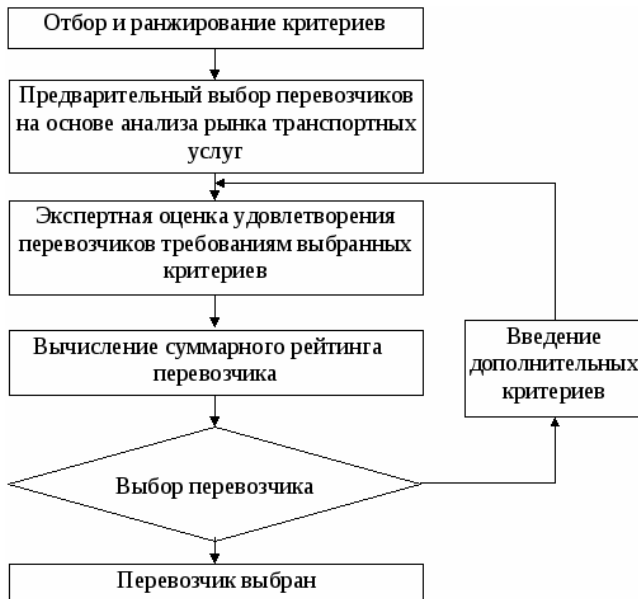 Отбор и ранжирование критериев
Предварительный выбор перевозчиков
на основе анализа рынка транспортных
услуг
Экспертная оценка удовлетворения
перевозчиков требованиям выбранных
критериев
Вычисление суммарного рейтинга
перевозчика
Введение
дополнительных
критериев
Выбор перевозчика
Перевозчик выбран